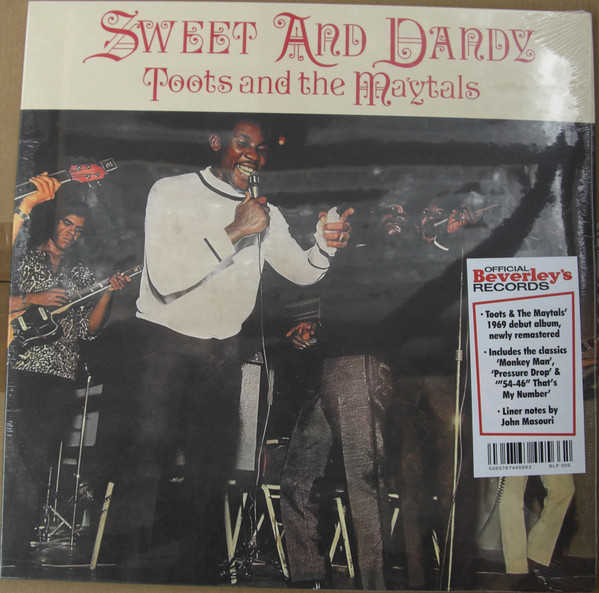 Sweet And Dandy
Toots and the Maytals
OFFICIAL
Beverley's
RECORDS
· Toots & The Maytals'
1969 debut album,
newly remastered
· Includes the classics
'Monkey Man',
'Pressure Drop' &
'"54-46" That's
My Number'
· Liner notes by
John Masouri
BLP 005